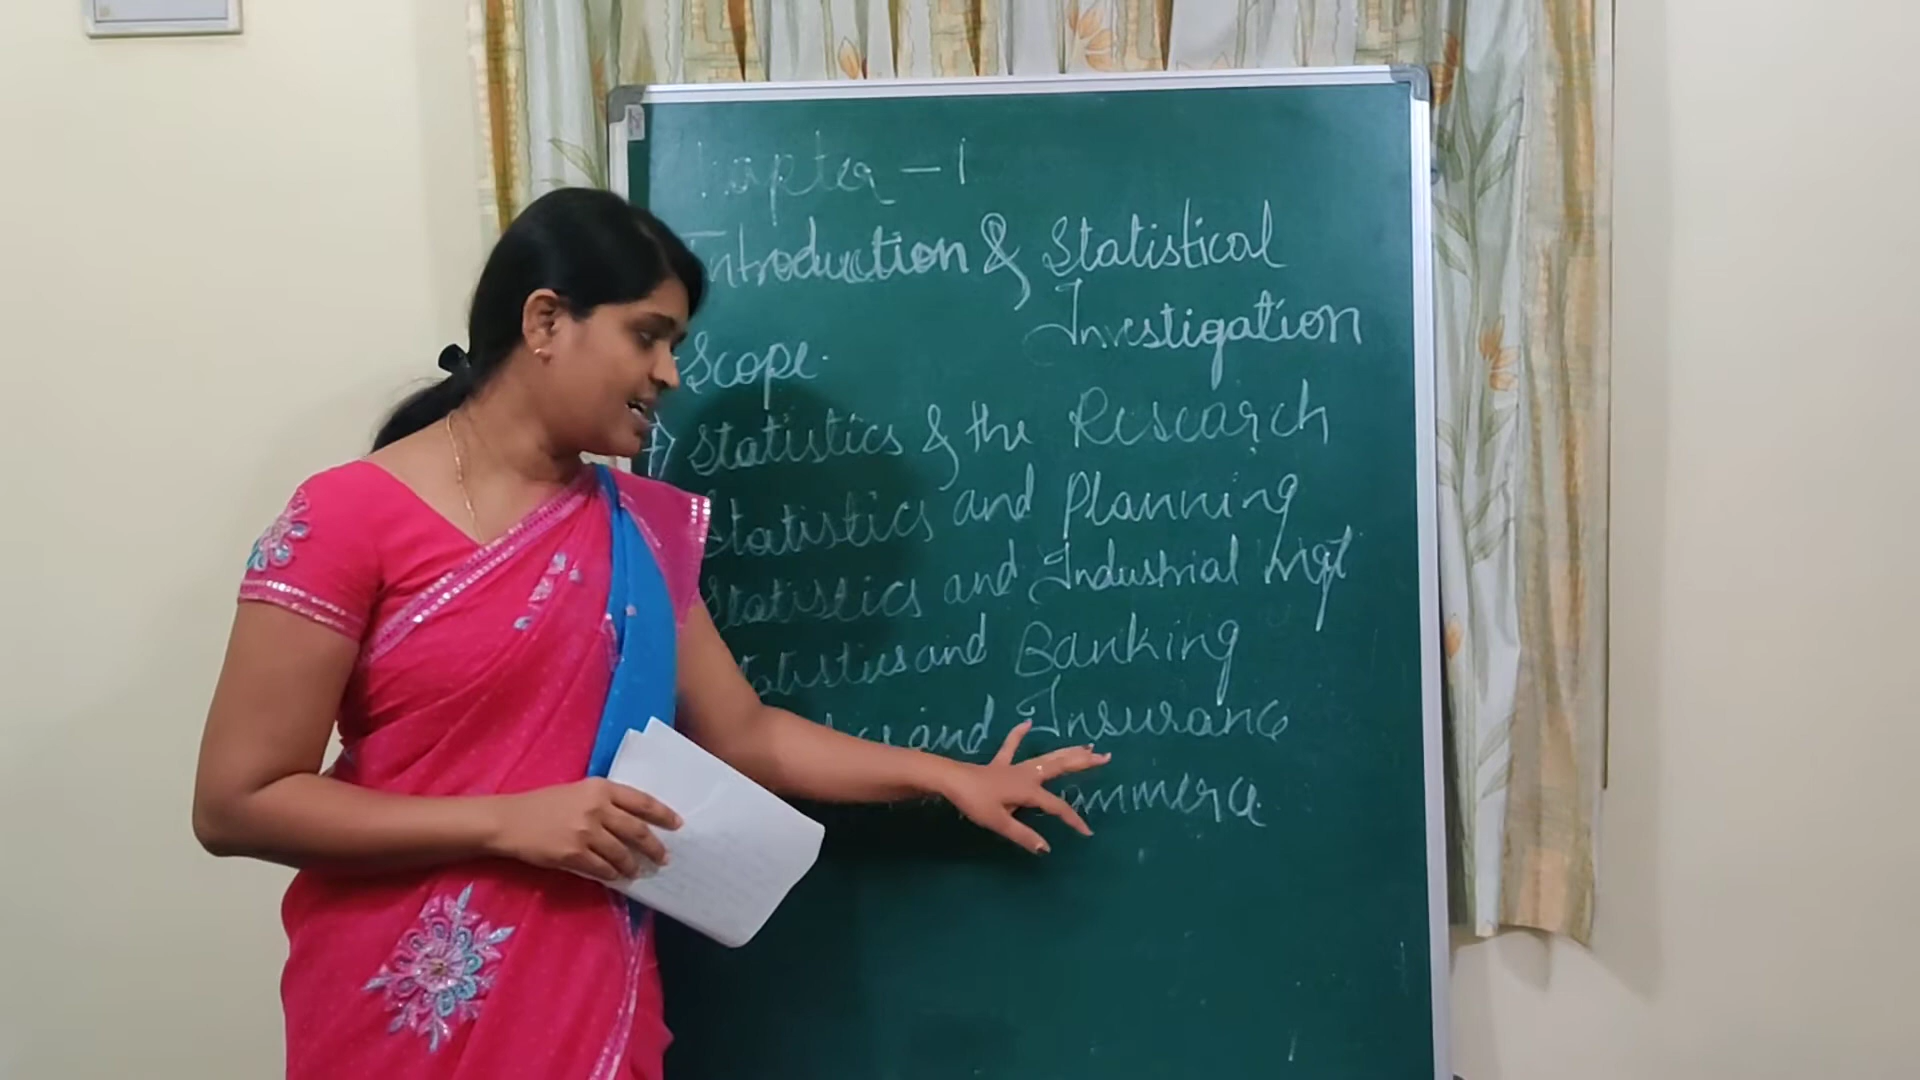 Chapter - 1
Introduction & Statistical
Investigation
Scope.
Statistics & the Research
Statistics and Planning
Statistics and Industrial Mgt
Statistics and Banking
and Insurance
Commerce